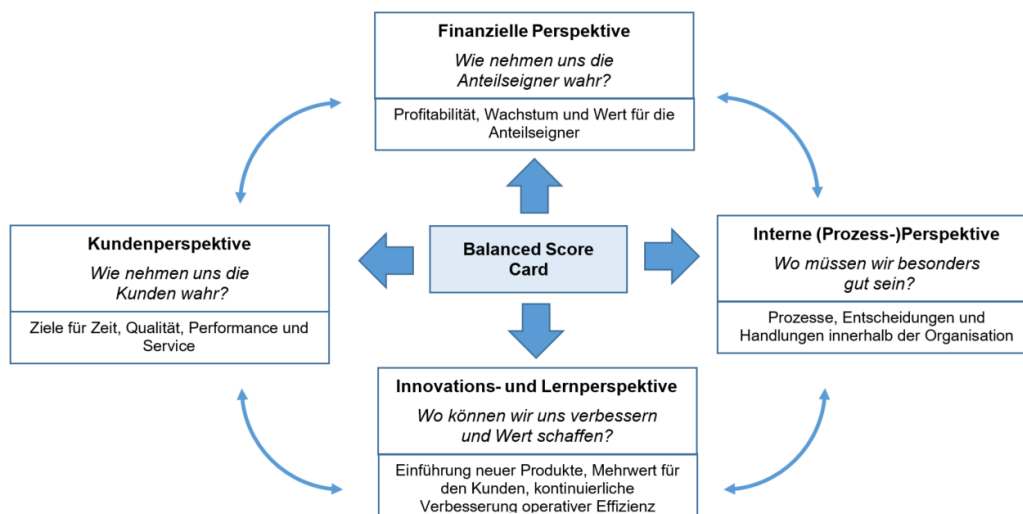 Finanzielle Perspektive
Wie nehmen uns die
Anteilseigner wahr?
Profitabilität, Wachstum und Wert für die
Anteilseigner
Kundenperspektive
Wie nehmen uns die
Kunden wahr?
Ziele für Zeit, Qualität, Performance und
Service
Balanced Score
Card
Interne (Prozess-)Perspektive
Wo müssen wir besonders
gut sein?
Prozesse, Entscheidungen und
Handlungen innerhalb der Organisation
Innovations- und Lernperspektive
Wo können wir uns verbessern
und Wert schaffen?
Einführung neuer Produkte, Mehrwert für
den Kunden, kontinuierliche
Verbesserung operativer Effizienz